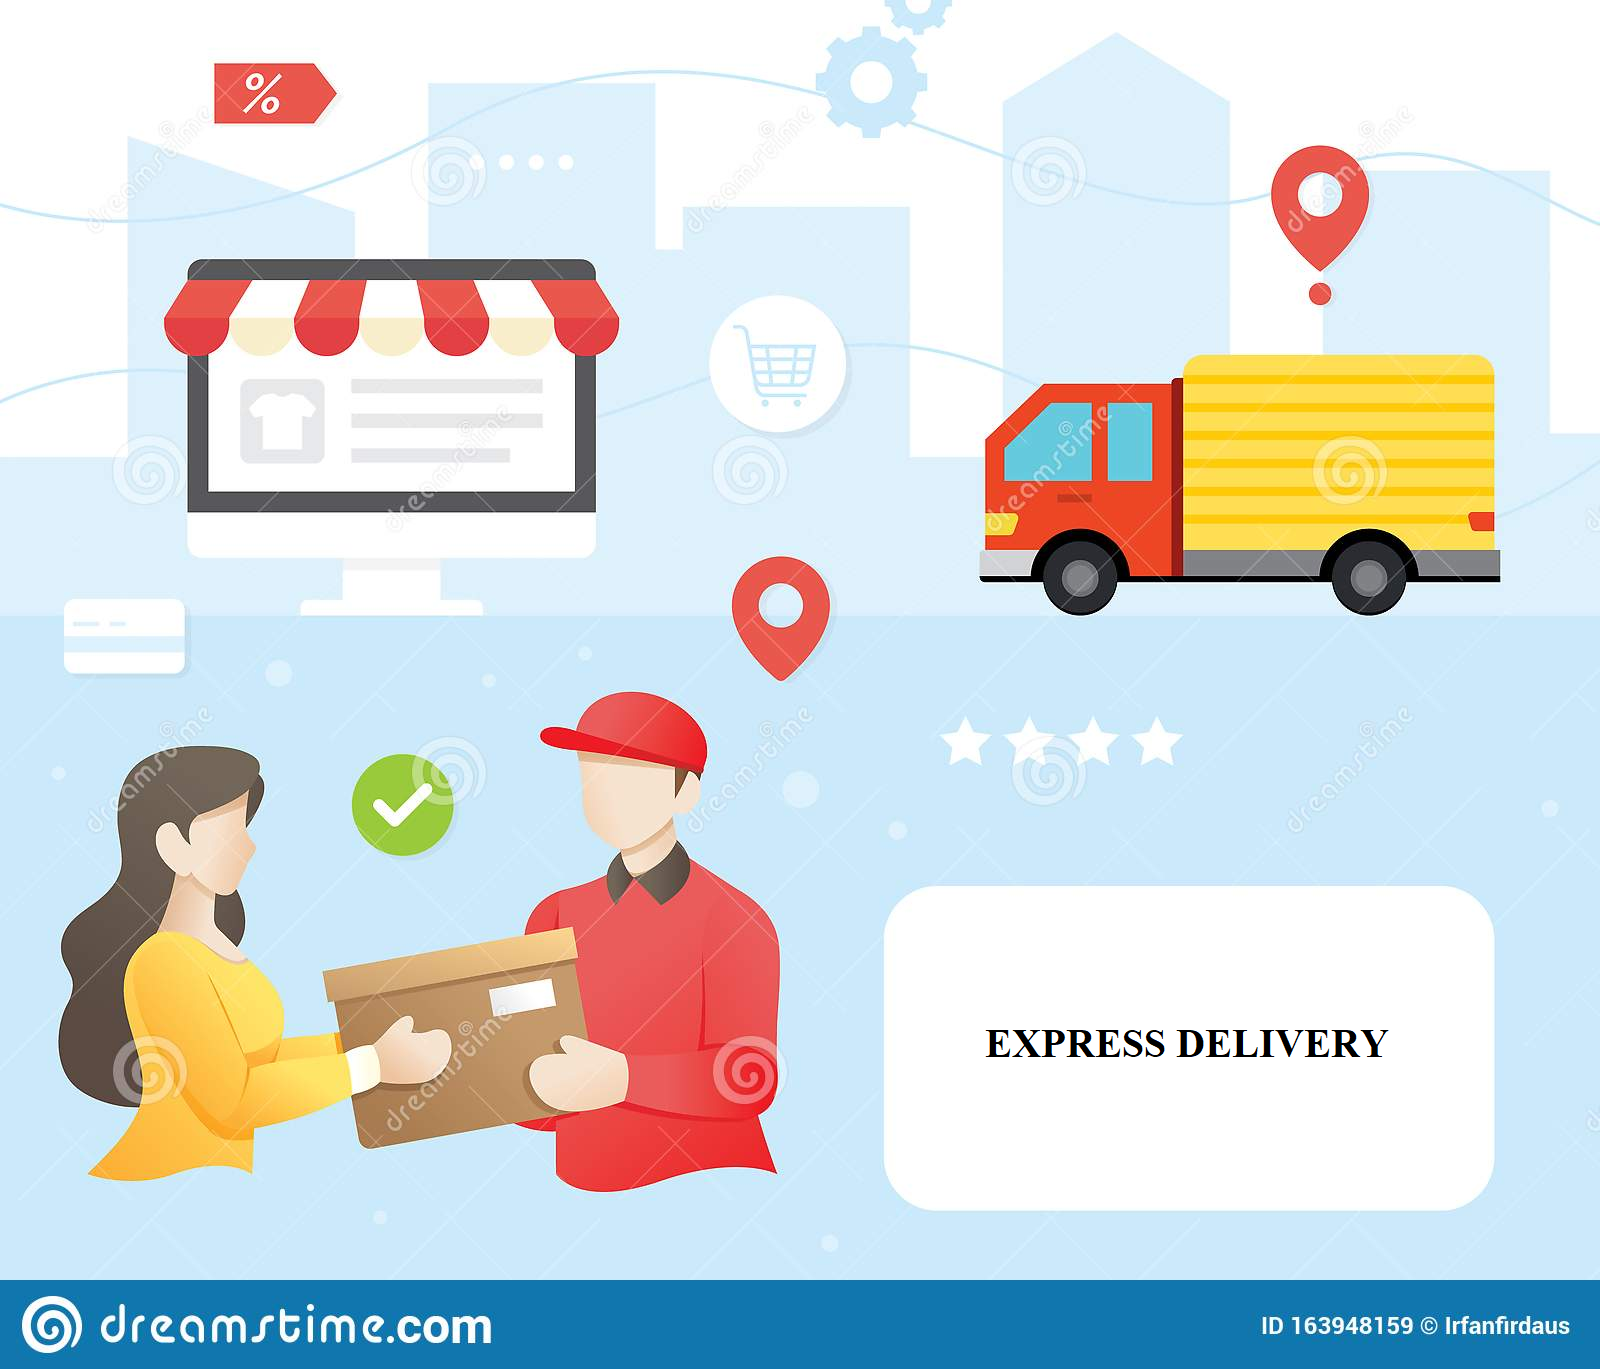 %
EXPRESS DELIVERY
dreamstime.com
ID 163948159 © Irfanfirdaus